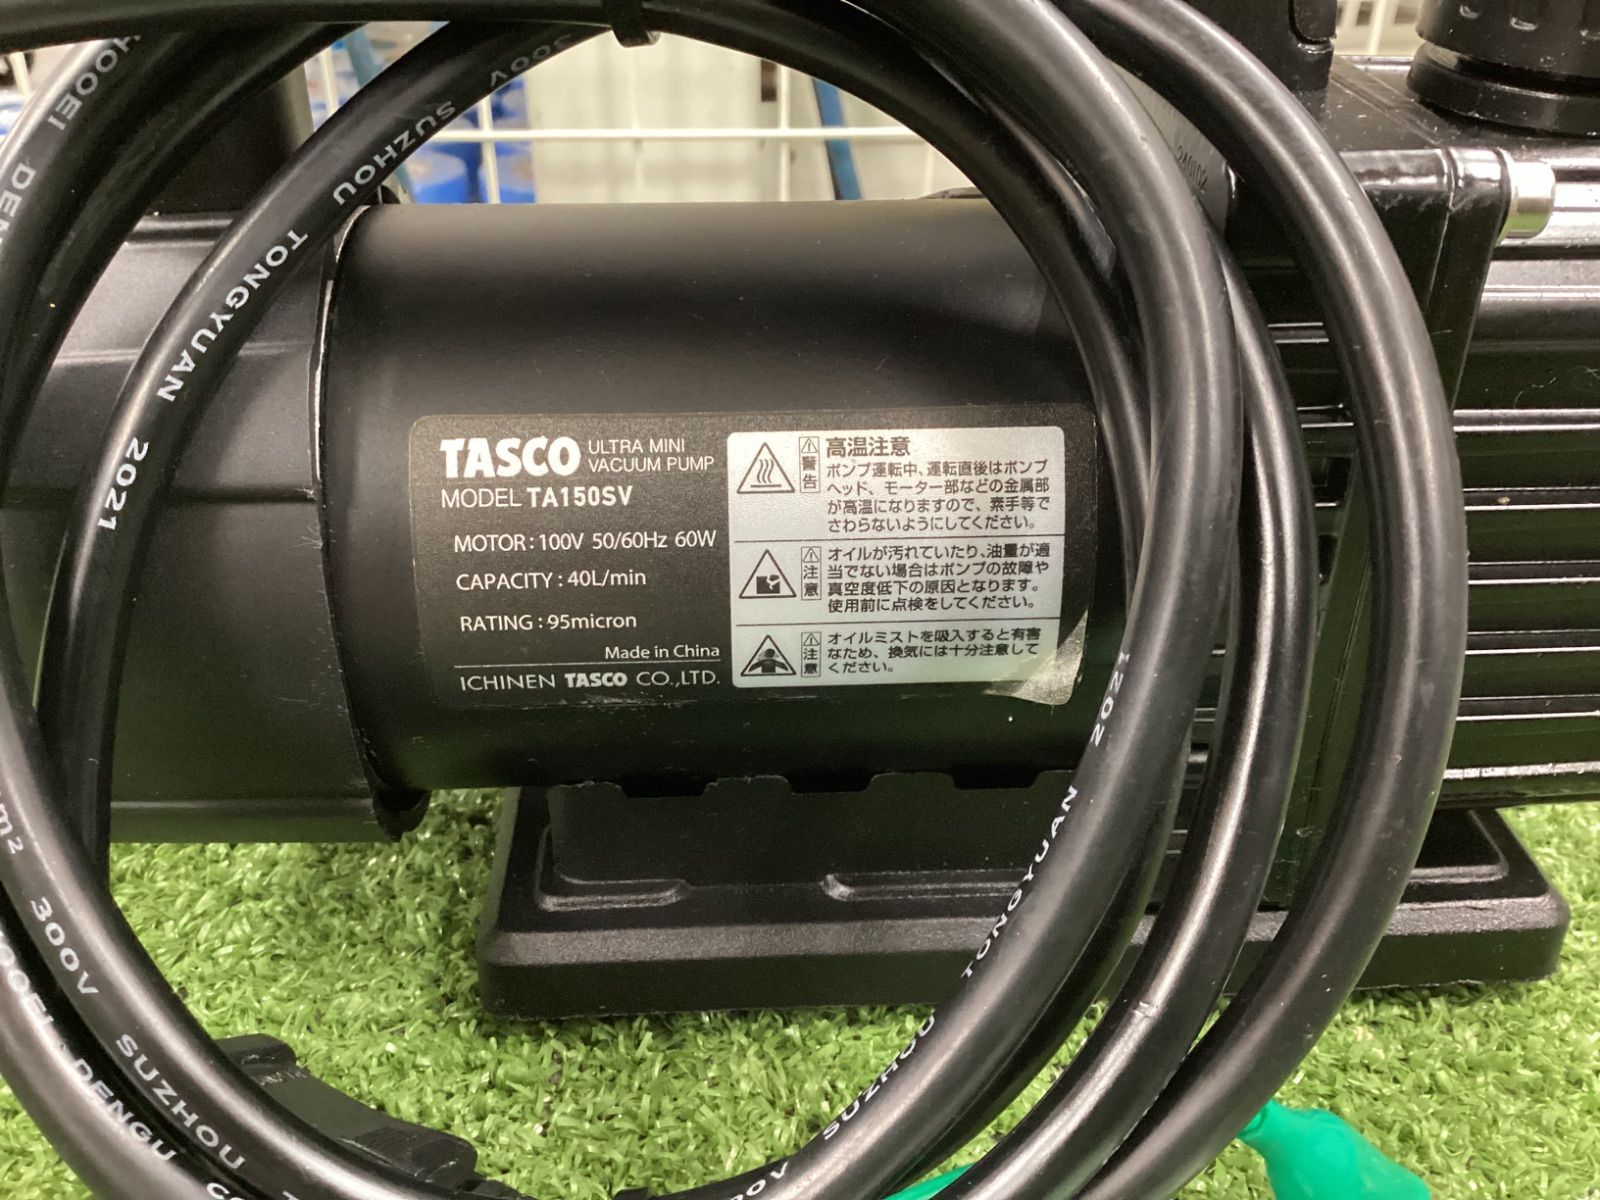 HOOEI DENG
300V
SUZHOU
TONGYUAN
2021
TASCO ULTRA MINI
VACUUM PUMP
MODEL TA150SV
MOTOR : 100V 50/60Hz 60W
CAPACITY : 40L/min
RATING : 95micron
Made in China
ICHINEN TASCO CO.,LTD.
警告
高温注意
ポンプ運転中、運転直後はポンプ
ヘッド、モーター部などの金属部
が高温になりますので、素手等で
さわらないようにしてください。
注意
オイルが汚れていたり、油量が適
当でない場合はポンプの故障や
真空度低下の原因となります。
使用前に点検をしてください。
注意
オイルミストを吸入すると有害
なため、換気には十分注意して
ください。
2021
TONGYUAN
SUZHOU
00V
m² 300V SUZHOU
OOEI DENGU CO